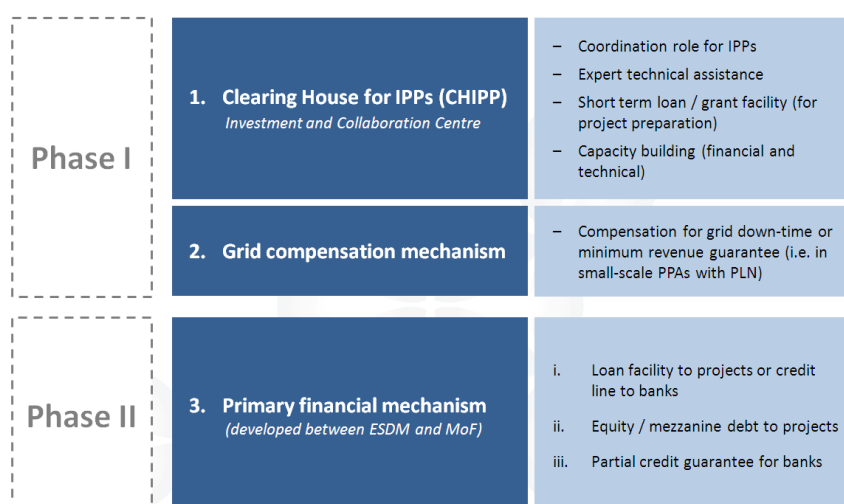 Phase I
1. Clearing House for IPPs (CHIPP)
Investment and Collaboration Centre
– Coordination role for IPPs
– Expert technical assistance
– Short term loan / grant facility (for
project preparation)
– Capacity building (financial and
technical)
2. Grid compensation mechanism
– Compensation for grid down-time or
minimum revenue guarantee (i.e. in
small-scale PPAs with PLN)
Phase II
3. Primary financial mechanism
(developed between ESDM and MoF)
i. Loan facility to projects or credit
line to banks
ii. Equity / mezzanine debt to projects
iii. Partial credit guarantee for banks